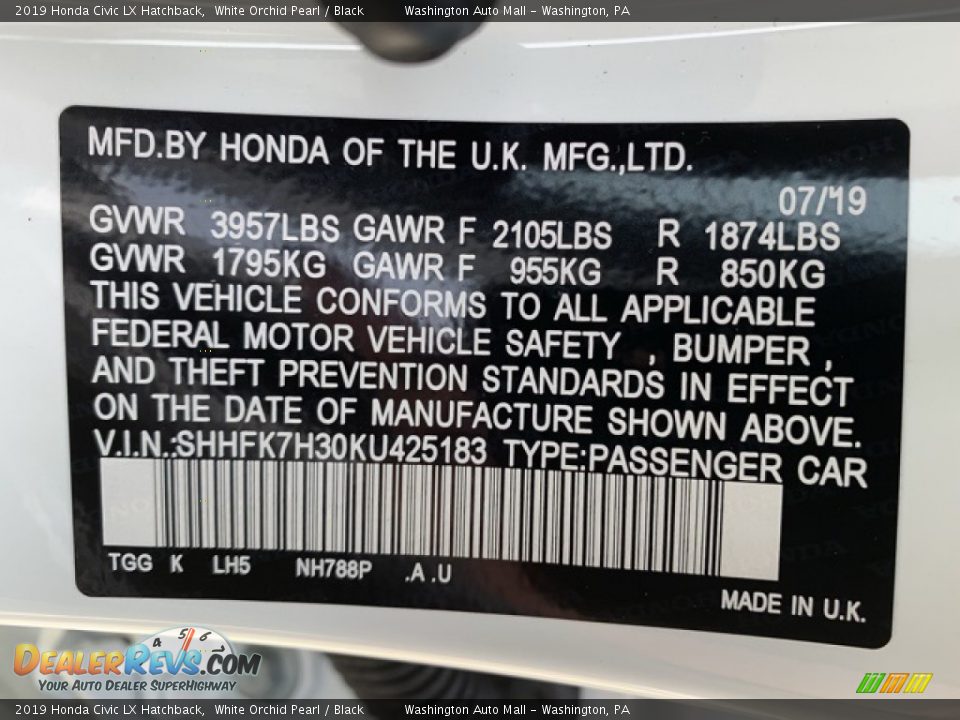 2019 Honda Civic LX Hatchback, White Orchid Pearl / Black Washington Auto Mall - Washington, PA
MFD.BY HONDA OF THE U.K. MFG.,LTD.
07/'19
GVWR 3957LBS GAWR F 2105LBS R 1874LBS
GVWR 1795KG GAWR F 955KG R 850KG
THIS VEHICLE CONFORMS TO ALL APPLICABLE
FEDERAL MOTOR VEHICLE SAFETY , BUMPER ,
AND THEFT PREVENTION STANDARDS IN EFFECT
ON THE DATE OF MANUFACTURE SHOWN ABOVE.
V.I.N.:SHHFK7H30KU425183 TYPE:PASSENGER CAR
TGG K LH5 NH788P .A .U
MADE IN U.K.
4 5 6
DEALERREVS.COM
YOUR AUTO DEALER SUPERHIGHWAY
2019 Honda Civic LX Hatchback, White Orchid Pearl / Black Washington Auto Mall - Washington, PA